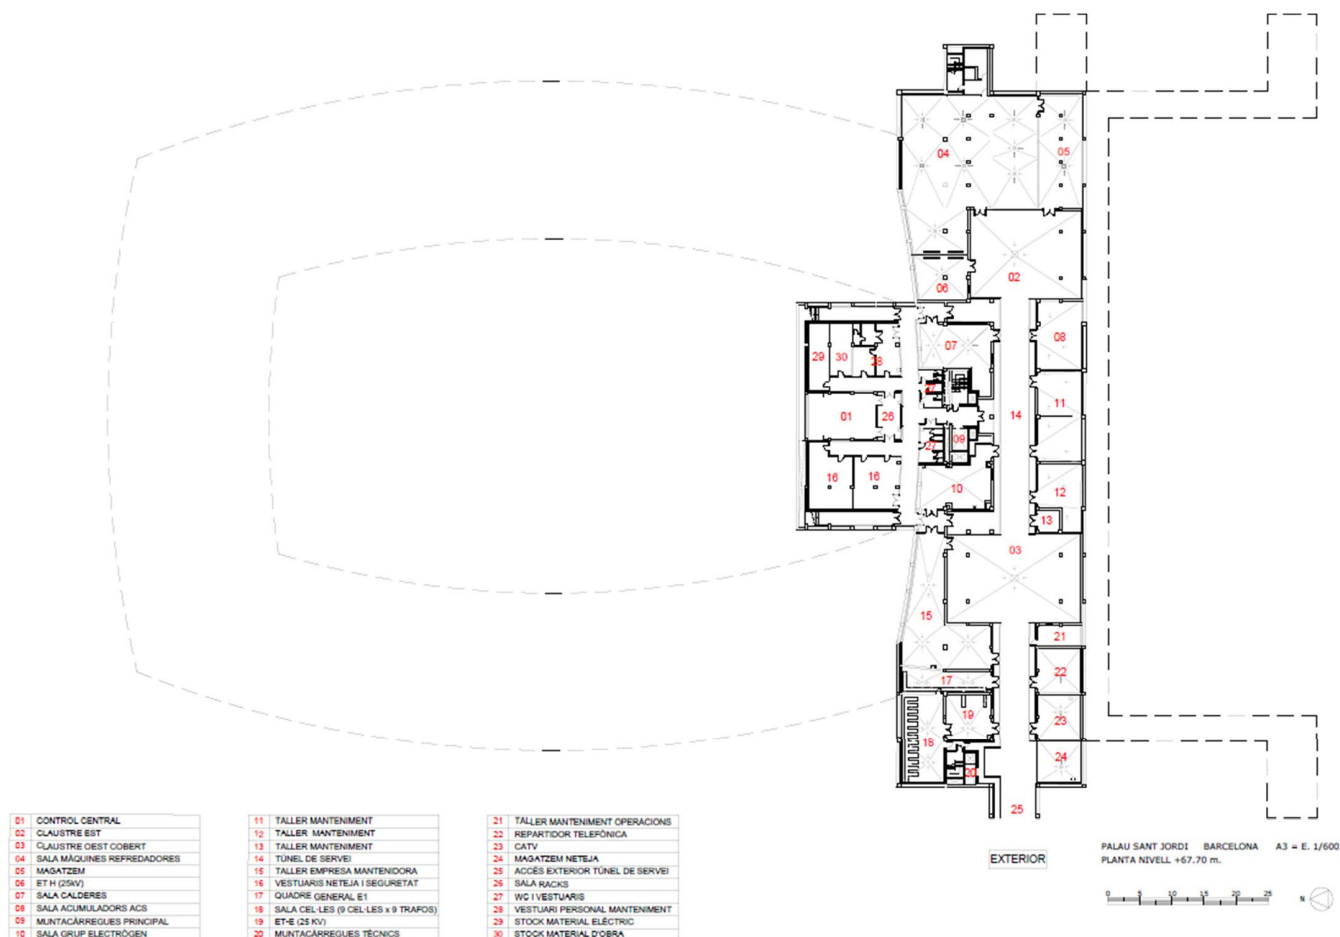 04
05
02
06
07
08
29
30
28
27
11
01
26
14
09
27
16
16
10
12
13
03
15
21
17
22
19
23
18
24
20
25
01 CONTROL CENTRAL
02 CLAUSTRE EST
03 CLAUSTRE OEST COBERT
04 SALA MÀQUINES REFREDADORES
05 MAGATZEM
06 ET H (25kV)
07 SALA CALDERES
08 SALA ACUMULADORS ACS
09 MUNTACÀRREGUES PRINCIPAL
10 SALA GRUP ELECTRÒGEN
11 TALLER MANTENIMENT
12 TALLER MANTENIMENT
13 TALLER MANTENIMENT
14 TÚNEL DE SERVEI
15 TALLER EMPRESA MANTENIDORA
16 VESTUARIS NETEJA I SEGURETAT
17 QUADRE GENERAL E1
18 SALA CEL·LES (9 CEL·LES x 9 TRAFOS)
19 ET-E (25 KV)
20 MUNTACÀRREGUES TÈCNICS
21 TALLER MANTENIMENT OPERACIONS
22 REPARTIDOR TELEFÒNICA
23 CATV
24 MAGATZEM NETEJA
25 ACCÉS EXTERIOR TÚNEL DE SERVEI
26 SALA RACKS
27 WC I VESTUARIS
28 VESTUARI PERSONAL MANTENIMENT
29 STOCK MATERIAL ELÈCTRIC
30 STOCK MATERIAL D'OBRA
EXTERIOR
PALAU SANT JORDI BARCELONA A3 = E. 1/600
PLANTA NIVELL +67.70 m.
0 5 10 15 20 25
N